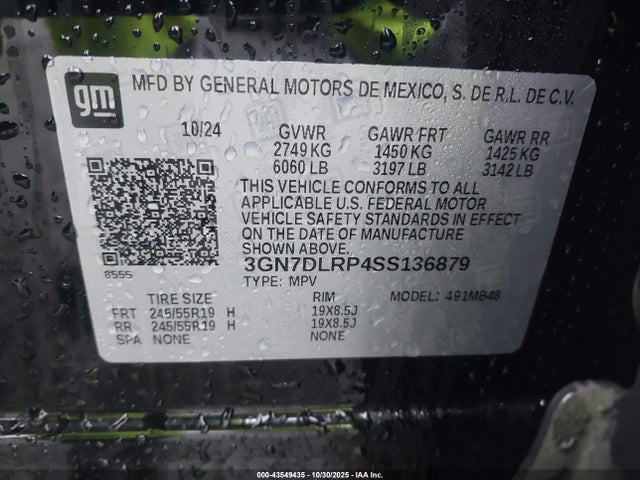 gm
MFD BY GENERAL MOTORS DE MEXICO, S. DE R.L. DE C.V.
10/24 GVWR GAWR FRT GAWR RR
2749 KG 1450 KG 1425 KG
6060 LB 3197 LB 3142 LB
THIS VEHICLE CONFORMS TO ALL
APPLICABLE U.S. FEDERAL MOTOR
VEHICLE SAFETY STANDARDS IN EFFECT
ON THE DATE OF MANUFACTURE
SHOWN ABOVE.
8555 3GN7DLRP4SS136879
TYPE: MPV MODEL: 491MB48
TIRE SIZE RIM
FRT 245/55R19 H 19X8.5J
RR 245/55R19 H 19X8.5J
SPA NONE NONE
000-43549435 - 10/30/2025 - IAA Inc.